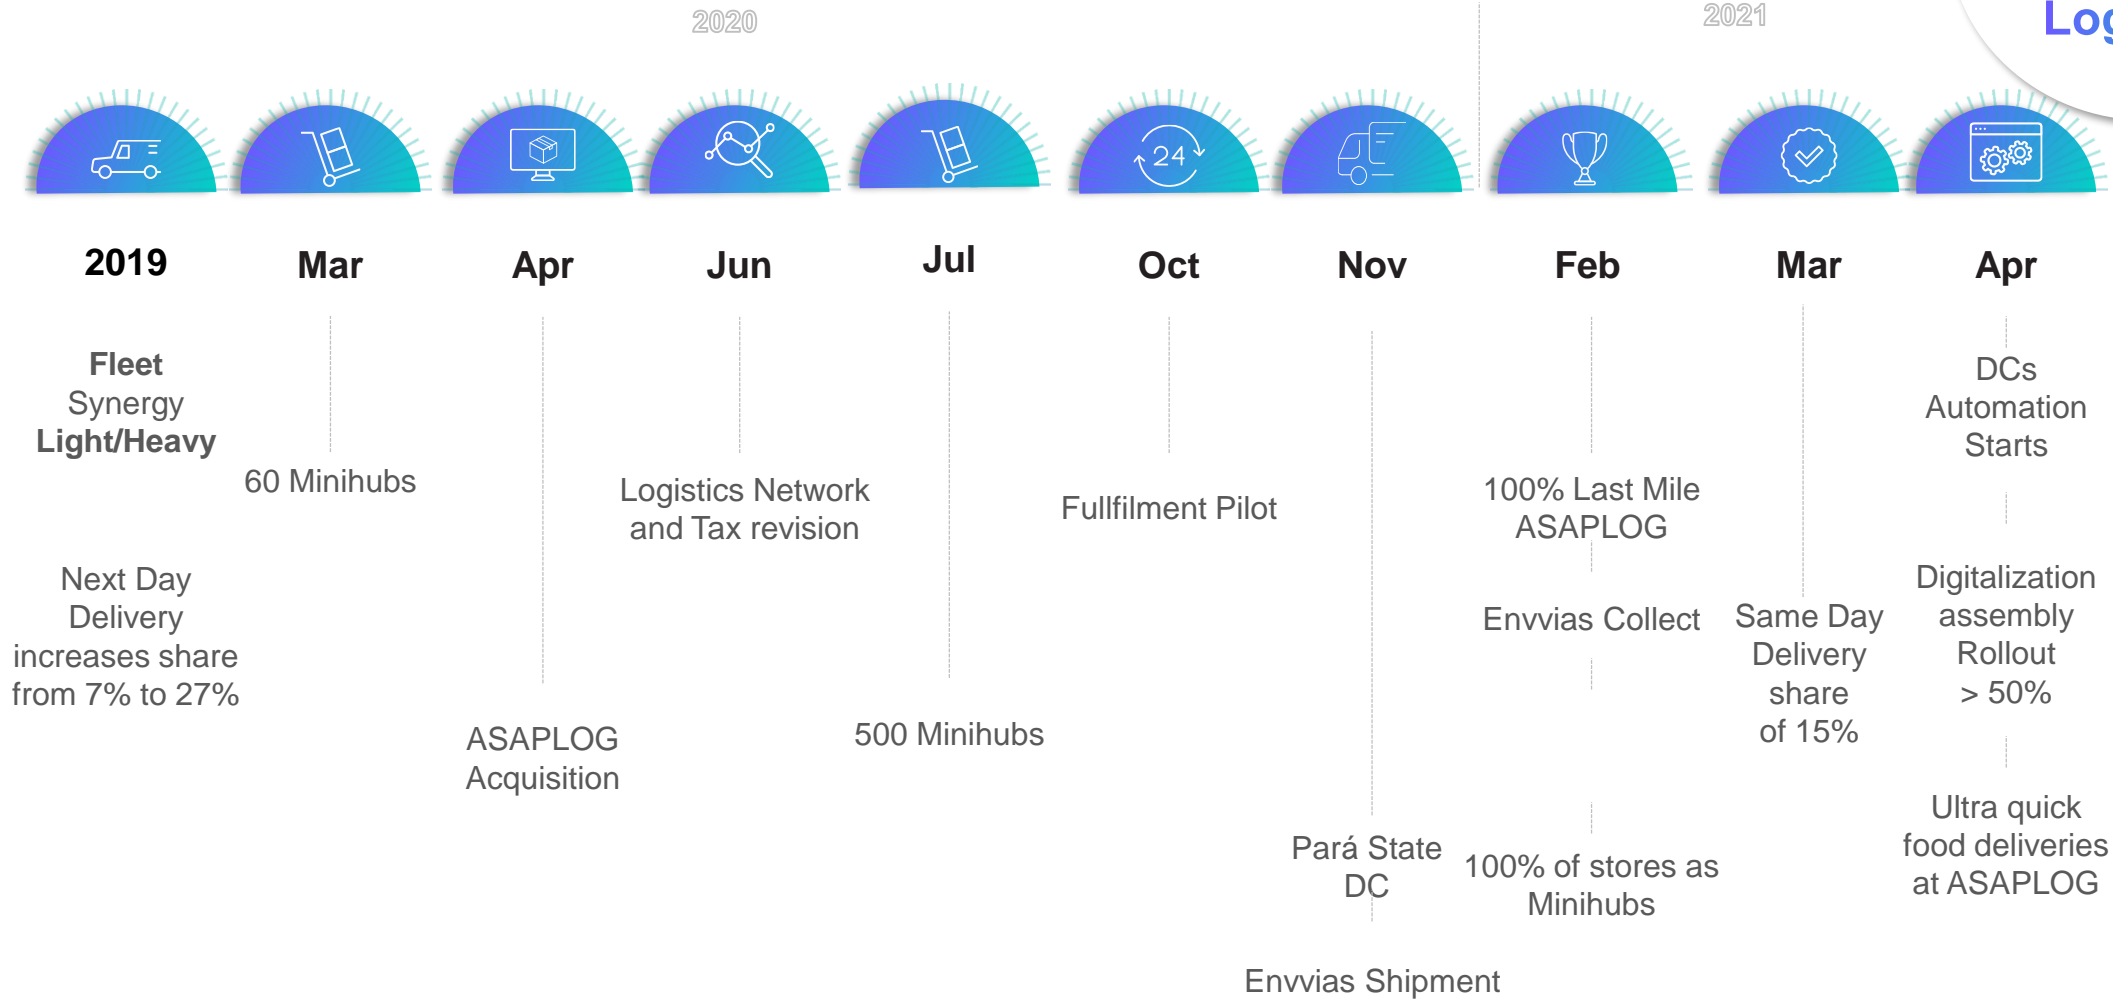 2020
2021
24
2019
Mar
Apr
Jun
Jul
Oct
Nov
Feb
Mar
Apr
Fleet
Synergy
Light/Heavy
Next Day
Delivery
increases share
from 7% to 27%
60 Minihubs
ASAPLOG
Acquisition
Logistics Network
and Tax revision
500 Minihubs
Fullfilment Pilot
Pará State
DC
Envvias Shipment
100% Last Mile
ASAPLOG
Envvias Collect
100% of stores as
Minihubs
Same Day
Delivery
share
of 15%
DCs
Automation
Starts
Digitalization
assembly
Rollout
> 50%
Ultra quick
food deliveries
at ASAPLOG